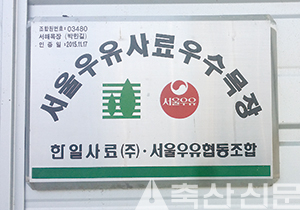 조합원번호 : 03480
서해목장 (박민길)
인증일 : 2015.11.17
서울우유사료우수목장
서울우유
한일사료(주)·서울우유협동조합
축산신문